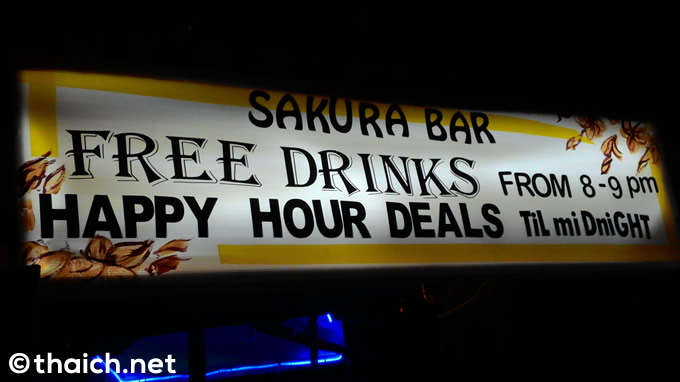 SAKURA BAR
FREE DRINKS FROM 8-9 pm
HAPPY HOUR DEALS TiL miDniGHT
©thaich.net